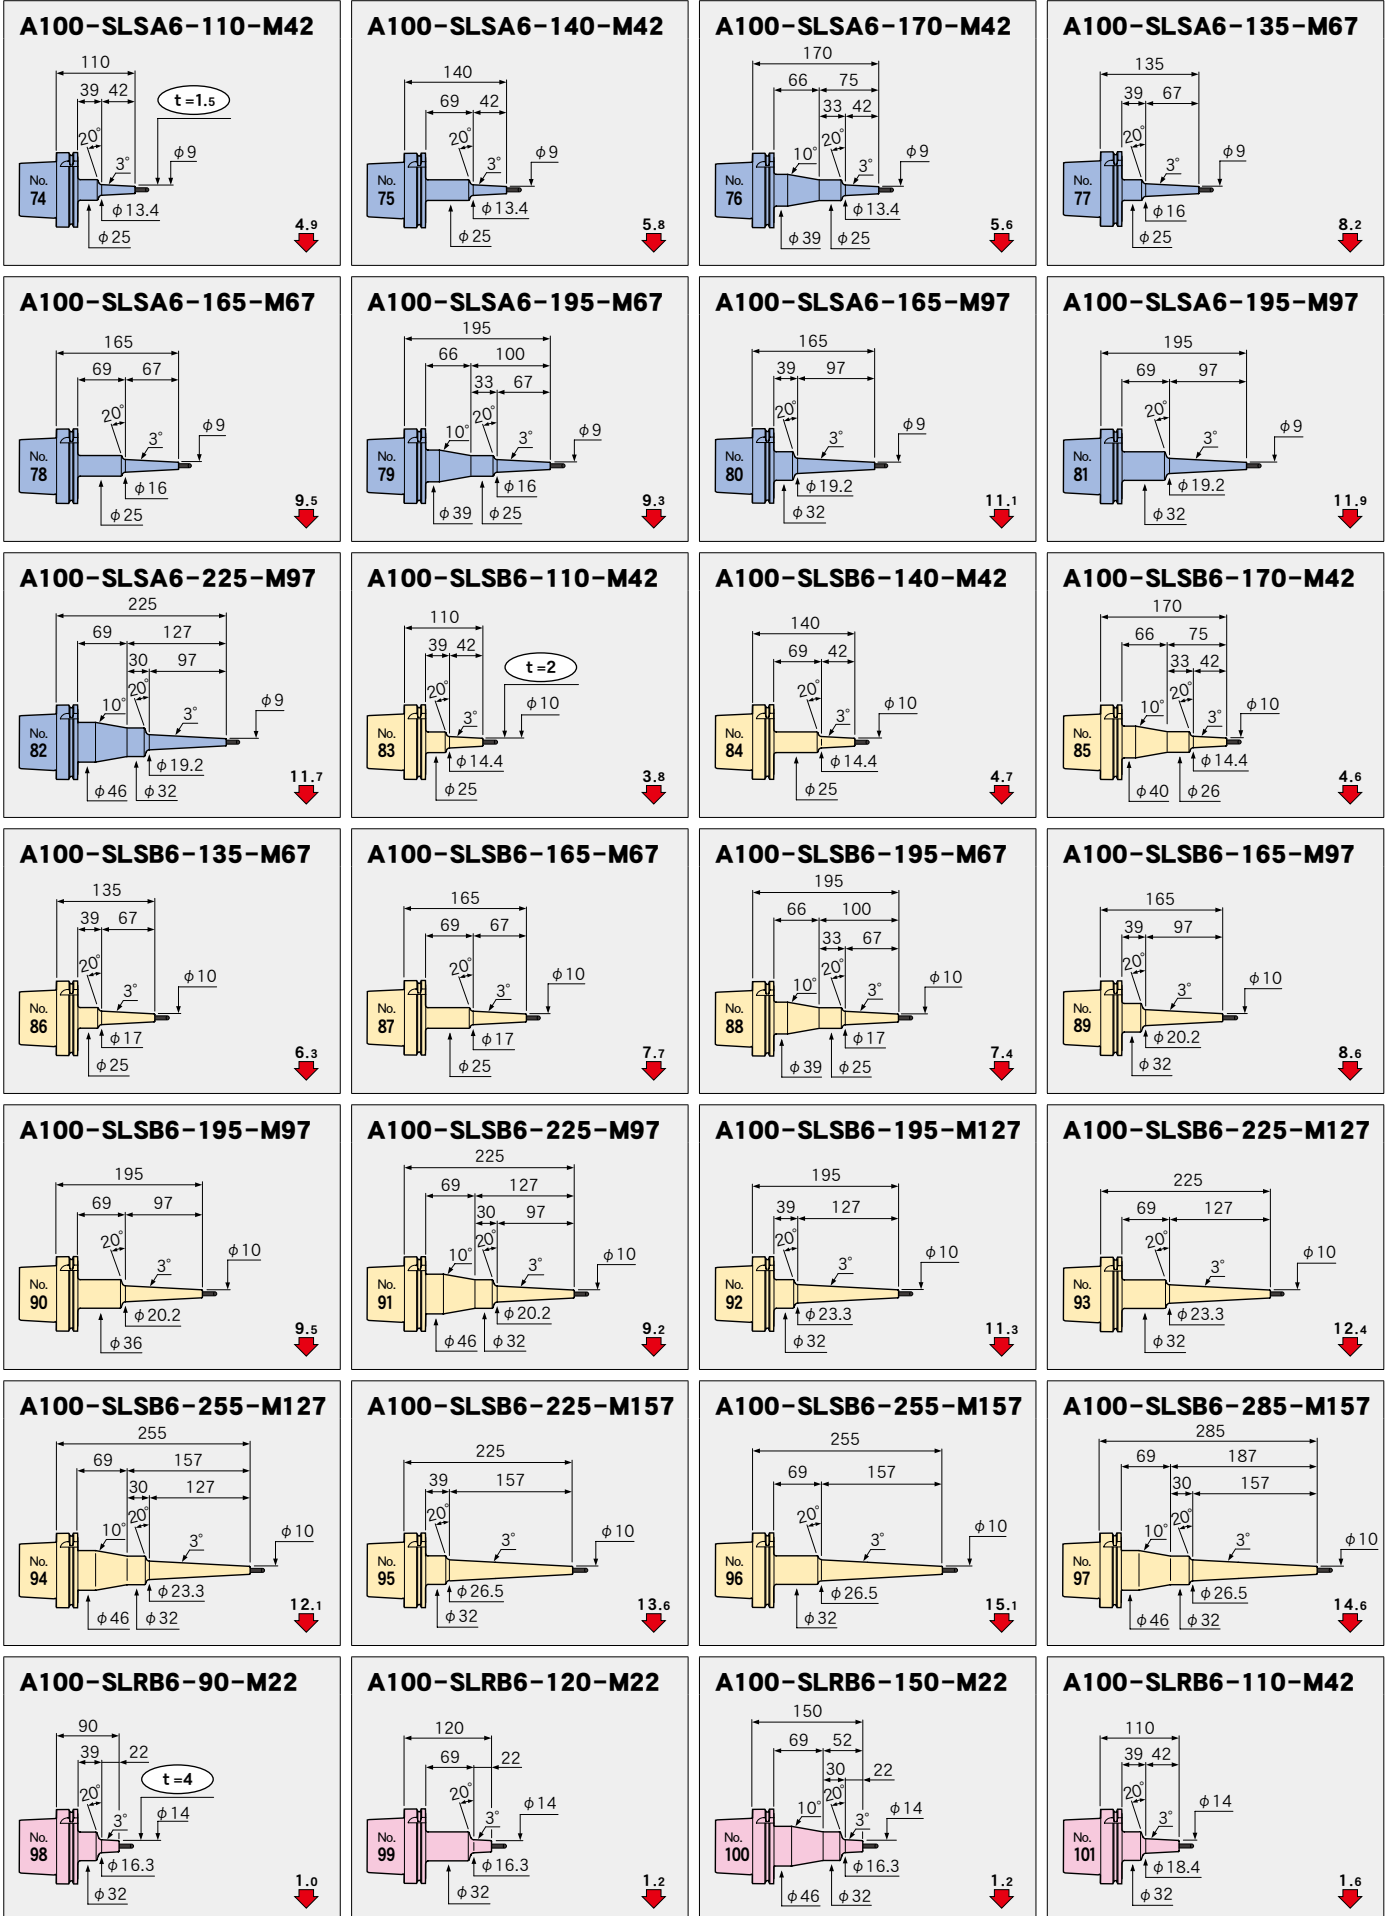 A100-SLSA6-110-M42
110
39 42
t=1.5
20°
3°
φ9
No.
74
φ13.4
φ25
4.9
A100-SLSA6-140-M42
140
69 42
20°
3°
φ9
No.
75
φ13.4
φ25
5.8
A100-SLSA6-170-M42
170
66 75
33 42
20°
10° 3°
φ9
No.
76
φ13.4
φ39 φ25
5.6
A100-SLSA6-135-M67
135
39 67
20°
3°
φ9
No.
77
φ16
φ25
8.2
A100-SLSA6-165-M67
165
69 67
20°
3°
φ9
No.
78
φ16
φ25
9.5
A100-SLSA6-195-M67
195
66 100
33 67
20°
10° 3°
φ9
No.
79
φ16
φ39 φ25
9.3
A100-SLSA6-165-M97
165
39 97
20°
3°
φ9
No.
80
φ19.2
φ32
11.1
A100-SLSA6-195-M97
195
69 97
20°
3°
φ9
No.
81
φ19.2
φ32
11.9
A100-SLSA6-225-M97
225
69 127
30 97
20°
10° 3°
φ9
No.
82
φ19.2
φ46 φ32
11.7
A100-SLSB6-110-M42
110
39 42
t=2
20°
3°
φ10
No.
83
φ14.4
φ25
3.8
A100-SLSB6-140-M42
140
69 42
20°
3°
φ10
No.
84
φ14.4
φ25
4.7
A100-SLSB6-170-M42
170
66 75
33 42
20°
10° 3°
φ10
No.
85
φ14.4
φ40 φ26
4.6
A100-SLSB6-135-M67
135
39 67
20°
3°
φ10
No.
86
φ17
φ25
6.3
A100-SLSB6-165-M67
165
69 67
20°
3°
φ10
No.
87
φ17
φ25
7.7
A100-SLSB6-195-M67
195
66 100
33 67
20°
10° 3°
φ10
No.
88
φ17
φ39 φ25
7.4
A100-SLSB6-165-M97
165
39 97
20°
3°
φ10
No.
89
φ20.2
φ32
8.6
A100-SLSB6-195-M97
195
69 97
20°
3°
φ10
No.
90
φ20.2
φ36
9.5
A100-SLSB6-225-M97
225
69 127
30 97
20°
10° 3°
φ10
No.
91
φ20.2
φ46 φ32
9.2
A100-SLSB6-195-M127
195
39 127
20°
3°
φ10
No.
92
φ23.3
φ32
11.3
A100-SLSB6-225-M127
225
69 127
20°
3°
φ10
No.
93
φ23.3
φ32
12.4
A100-SLSB6-255-M127
255
69 157
30 127
20°
10° 3°
φ10
No.
94
φ23.3
φ46 φ32
12.1
A100-SLSB6-225-M157
225
39 157
20°
3°
φ10
No.
95
φ26.5
φ32
13.6
A100-SLSB6-255-M157
255
69 157
20°
3°
φ10
No.
96
φ26.5
φ32
15.1
A100-SLSB6-285-M157
285
69 187
30 157
20°
10° 3°
φ10
No.
97
φ26.5
φ46 φ32
14.6
A100-SLRB6-90-M22
90
39 22
t=4
20°
3°
φ14
No.
98
φ16.3
φ32
1.0
A100-SLRB6-120-M22
120
69 22
20°
3°
φ14
No.
99
φ16.3
φ32
1.2
A100-SLRB6-150-M22
150
69 52
30 22
20°
10° 3°
φ14
No.
100
φ16.3
φ46 φ32
1.2
A100-SLRB6-110-M42
110
39 42
20°
3°
φ14
No.
101
φ18.4
φ32
1.6